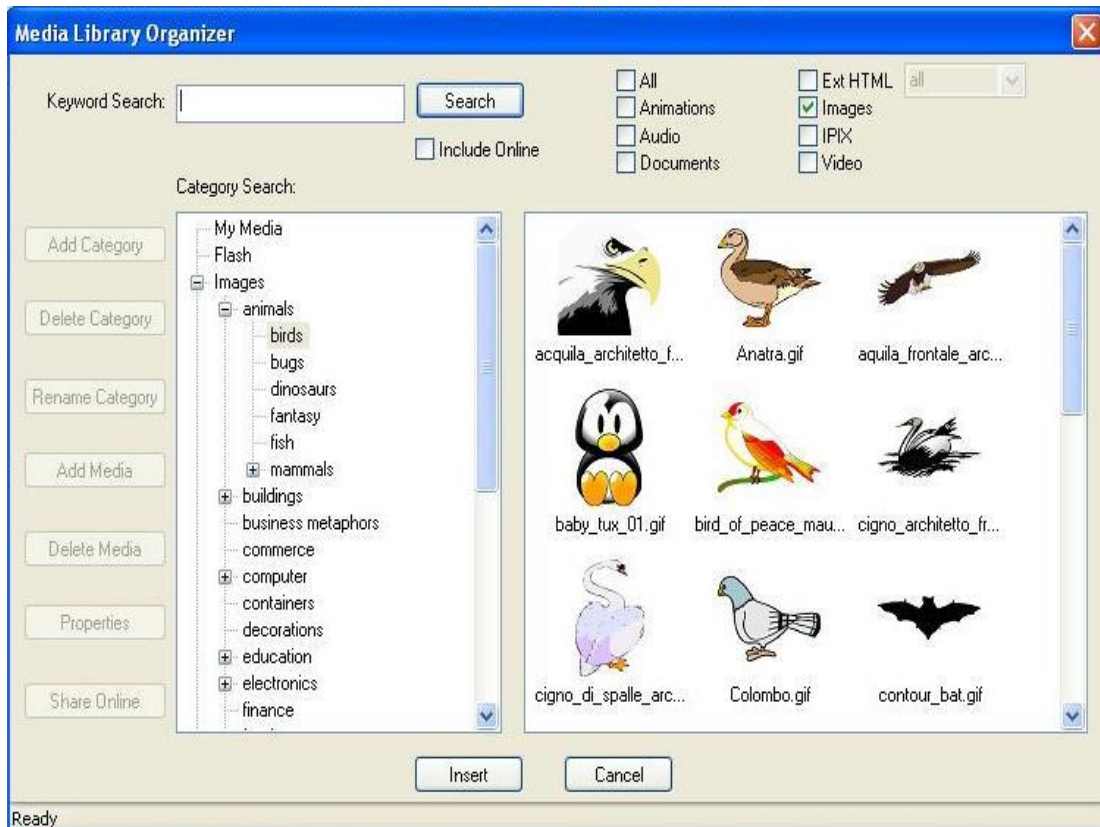 Media Library Organizer
Keyword Search:
Search
Include Online
All
Animations
Audio
Documents
Ext HTML
all
Images
IPIX
Video
Category Search:
Add Category
Delete Category
Rename Category
Add Media
Delete Media
Properties
Share Online
My Media
Flash
Images
animals
birds
bugs
dinosaurs
fantasy
fish
mammals
buildings
business metaphors
commerce
computer
containers
decorations
education
electronics
finance
acquila_architetto_f... Anatra.gif aquila_frontale_arc...
baby_tux_01.gif bird_of_peace_mau... cigno_architetto_fr...
cigno_di_spalle_arc... Colombo.gif contour_bat.gif
Insert Cancel
Ready